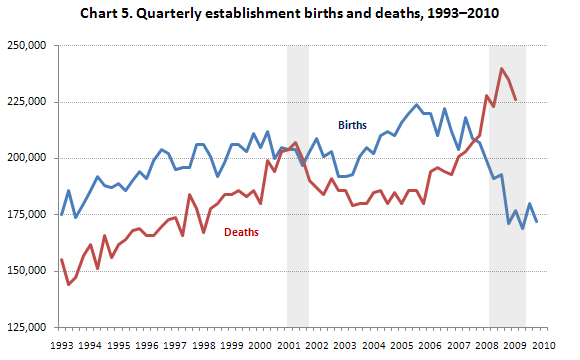 Chart 5. Quarterly establishment births and deaths, 1993–2010
250,000
225,000
200,000
175,000
150,000
125,000
Births
Deaths
1993 1994 1995 1996 1997 1998 1999 2000 2001 2002 2003 2004 2005 2006 2007 2008 2009 2010